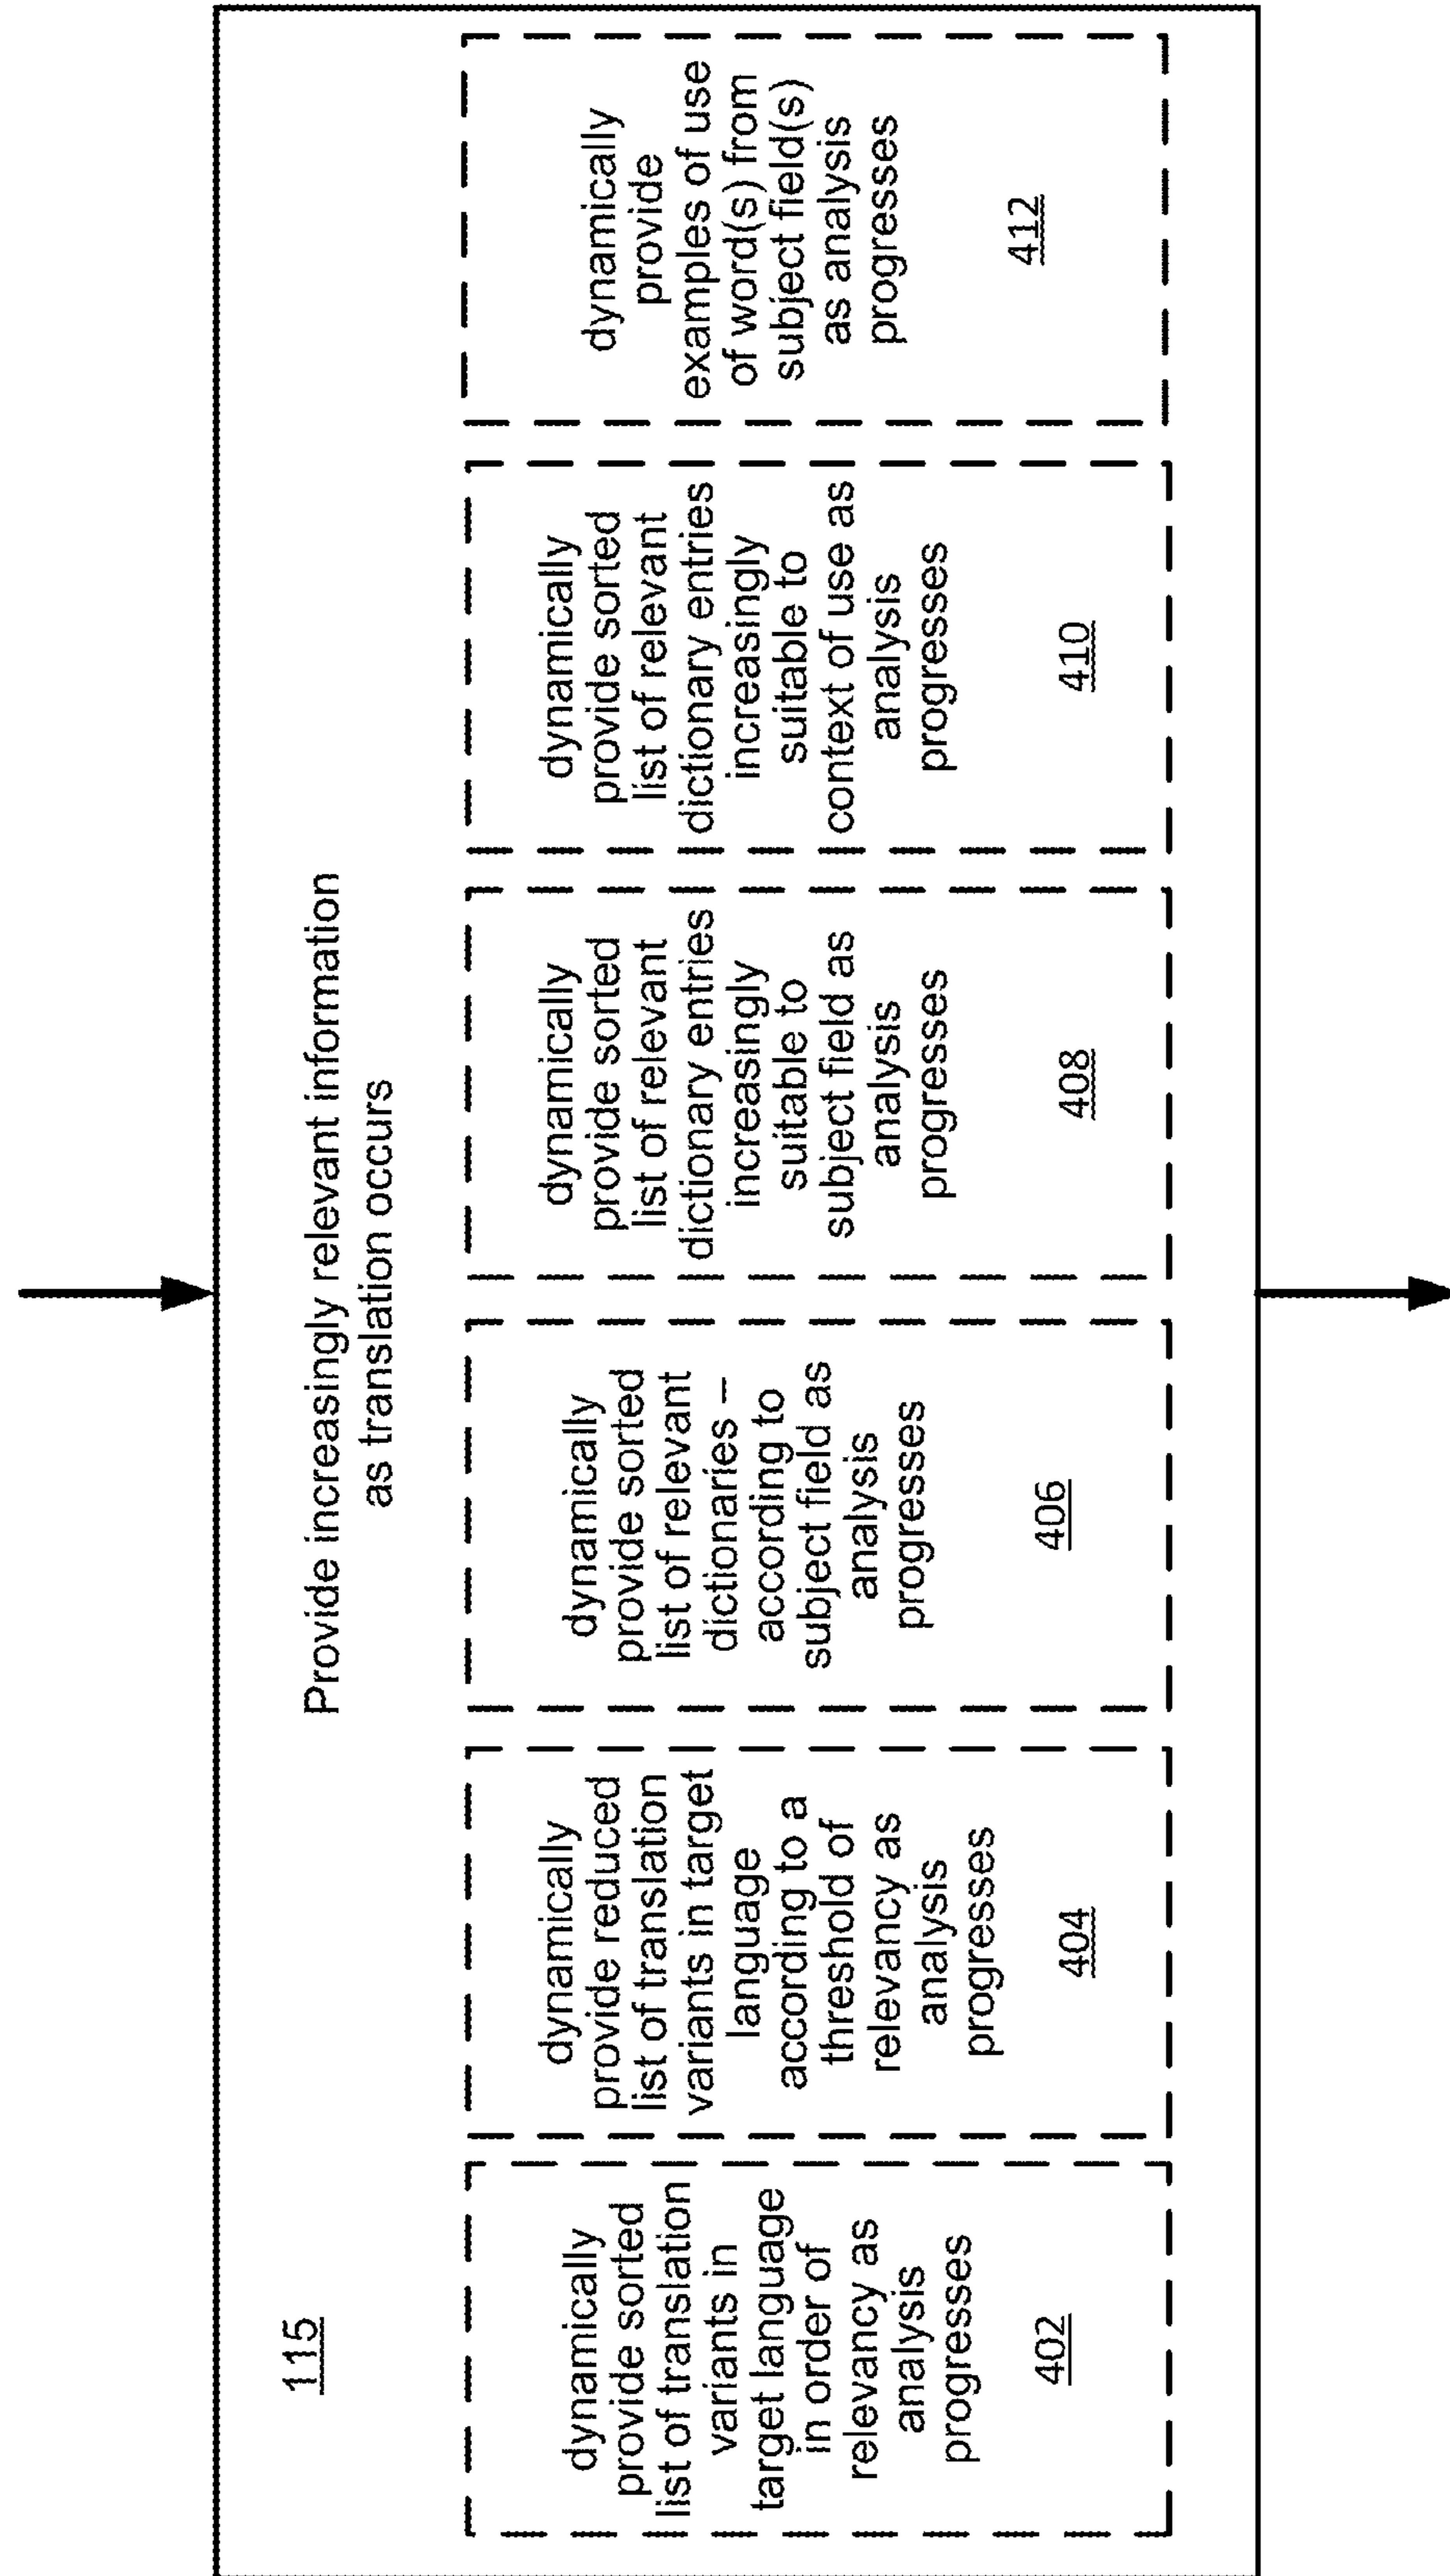 115
Provide increasingly relevant information
as translation occurs
dynamically
provide sorted
list of translation
variants in
target language
in order of
relevancy as
analysis
progresses
402
dynamically
provide reduced
list of translation
variants in target
language
according to a
threshold of
relevancy as
analysis
progresses
404
dynamically
provide sorted
list of relevant
dictionaries –
according to
subject field as
analysis
progresses
406
dynamically
provide sorted
list of relevant
dictionary entries
increasingly
suitable to
subject field as
analysis
progresses
408
dynamically
provide sorted
list of relevant
dictionary entries
increasingly
suitable to
context of use as
analysis
progresses
410
dynamically
provide
examples of use
of word(s) from
subject field(s)
as analysis
progresses
412